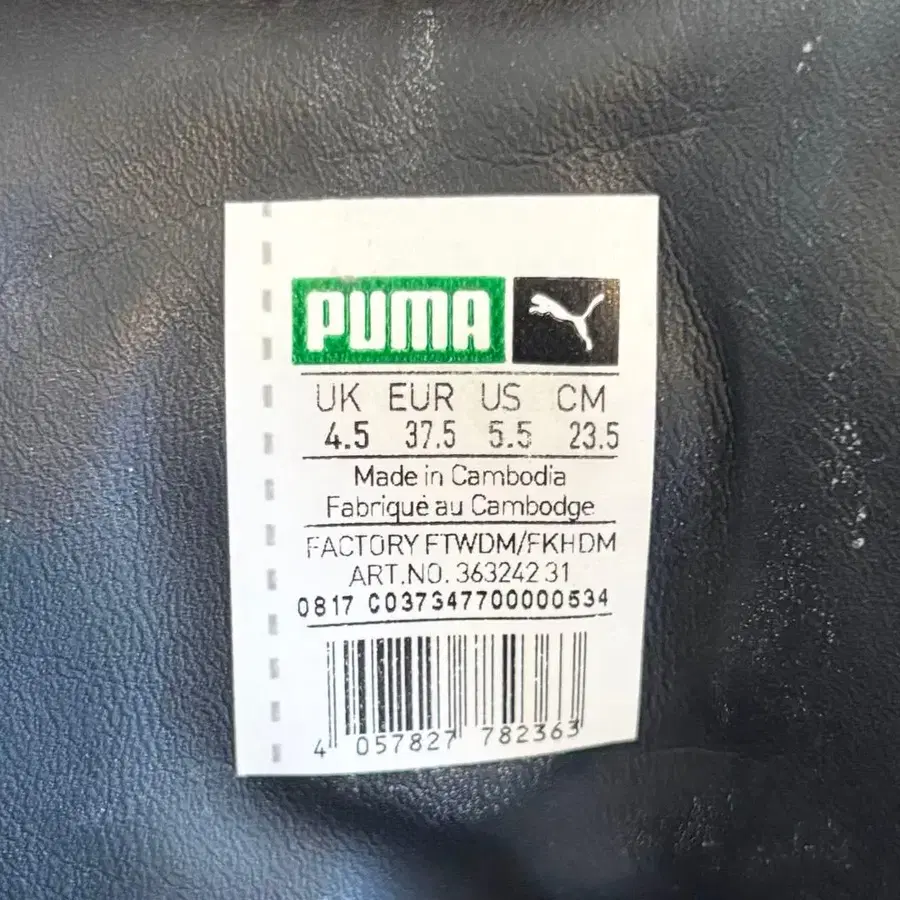 PUMA
UK EUR US CM
4.5 37.5 5.5 23.5
Made in Cambodia
Fabriqué au Cambodge
FACTORY FTWDM/FKHDM
ART.NO. 363242 31
0817 C037347700000534
4 057827 782363